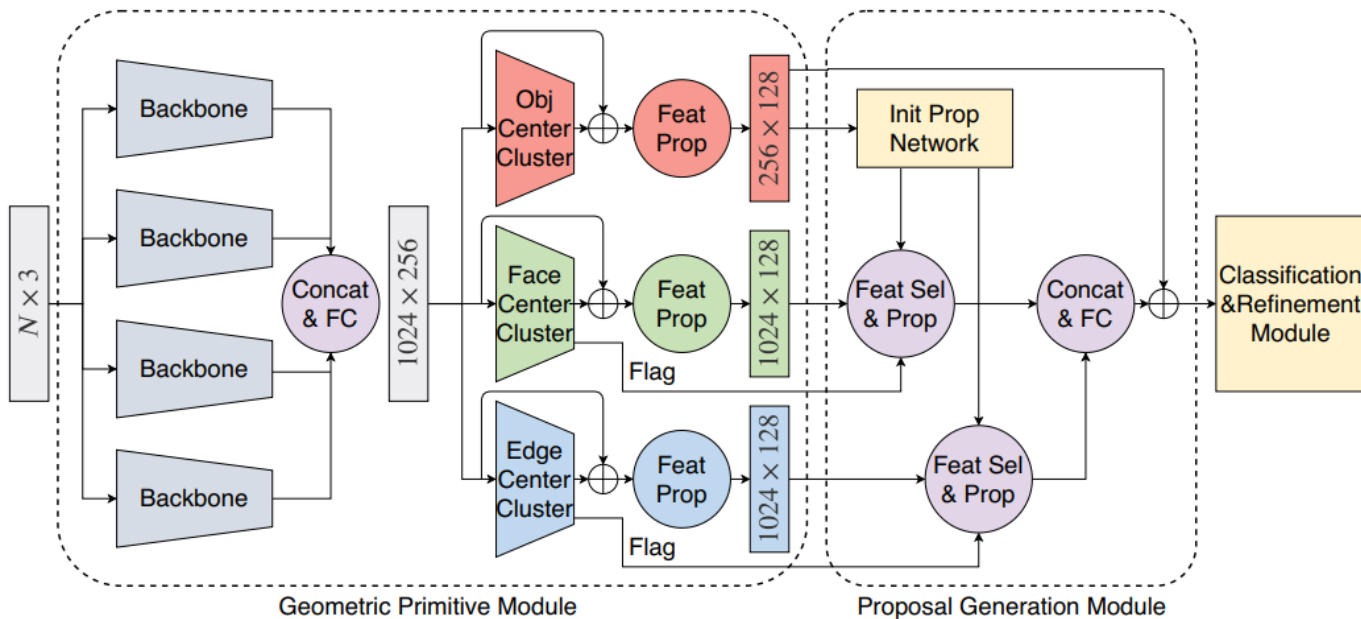 N × 3
Backbone
Backbone
Backbone
Backbone
Concat
& FC
1024 × 256
Obj
Center
Cluster
Feat
Prop
256 × 128
Face
Center
Cluster
Feat
Prop
1024 × 128
Flag
Edge
Center
Cluster
Feat
Prop
1024 × 128
Flag
Geometric Primitive Module
Init Prop
Network
Feat Sel
& Prop
Concat
& FC
Feat Sel
& Prop
Proposal Generation Module
Classification
&Refinement
Module